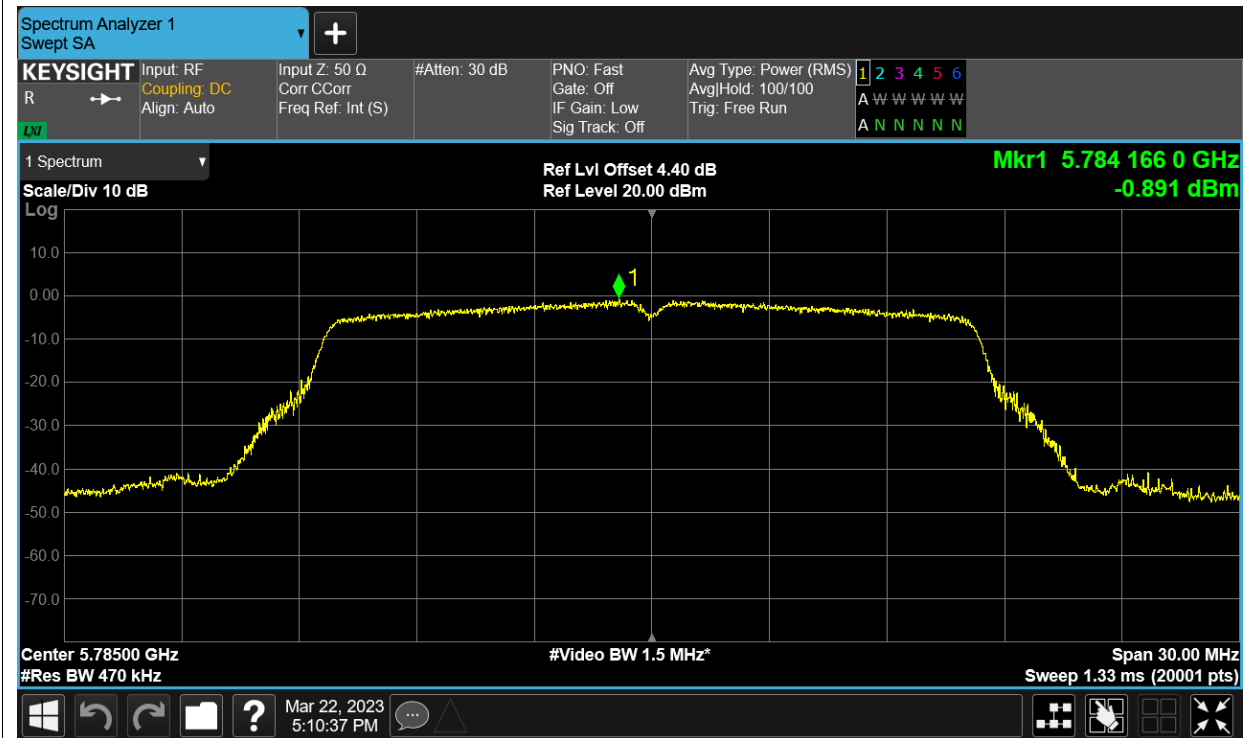 Spectrum Analyzer 1
Swept SA
KEYSIGHT
R
LXI
Input: RF
Coupling: DC
Align: Auto
Input Z: 50 Ω
Corr CCorr
Freq Ref: Int (S)
#Atten: 30 dB
PNO: Fast
Gate: Off
IF Gain: Low
Sig Track: Off
Avg Type: Power (RMS)
Avg|Hold: 100/100
Trig: Free Run
1 2 3 4 5 6
A W W W W W
A N N N N N
1 Spectrum
Scale/Div 10 dB
Ref Lvl Offset 4.40 dB
Ref Level 20.00 dBm
Mkr1 5.784 166 0 GHz
-0.891 dBm
Log
10.0
0.00
-10.0
-20.0
-30.0
-40.0
-50.0
-60.0
-70.0
1
Center 5.78500 GHz
#Res BW 470 kHz
#Video BW 1.5 MHz*
Span 30.00 MHz
Sweep 1.33 ms (20001 pts)
?
Mar 22, 2023
5:10:37 PM